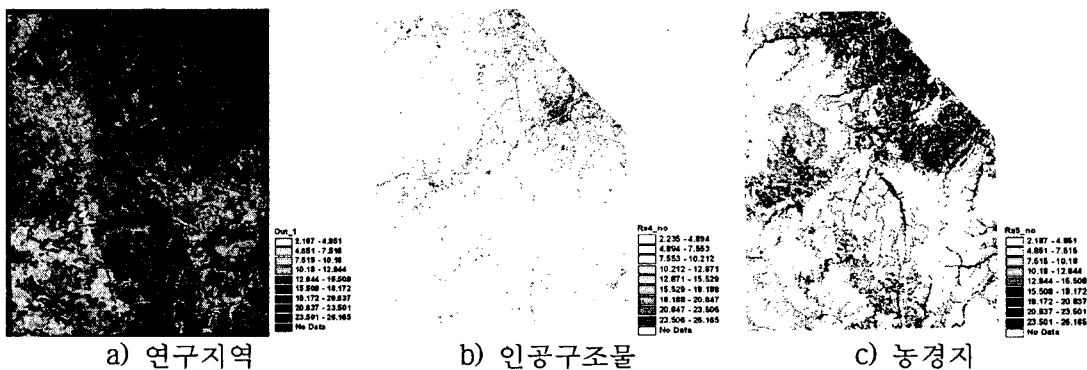 Out_1
2.187 - 4.851
4.851 - 7.515
7.515 - 10.18
10.18 - 12.844
12.844 - 15.508
15.508 - 18.172
18.172 - 20.837
20.837 - 23.501
23.501 - 26.165
No Data
Rs4_no
2.235 - 4.894
4.894 - 7.553
7.553 - 10.212
10.212 - 12.871
12.871 - 15.529
15.529 - 18.188
18.188 - 20.847
20.847 - 23.506
23.506 - 26.165
No Data
Rs5_no
2.187 - 4.851
4.851 - 7.515
7.515 - 10.18
10.18 - 12.844
12.844 - 15.508
15.508 - 18.172
18.172 - 20.837
20.837 - 23.501
23.501 - 26.165
No Data
a) 연구지역
b) 인공구조물
c) 농경지